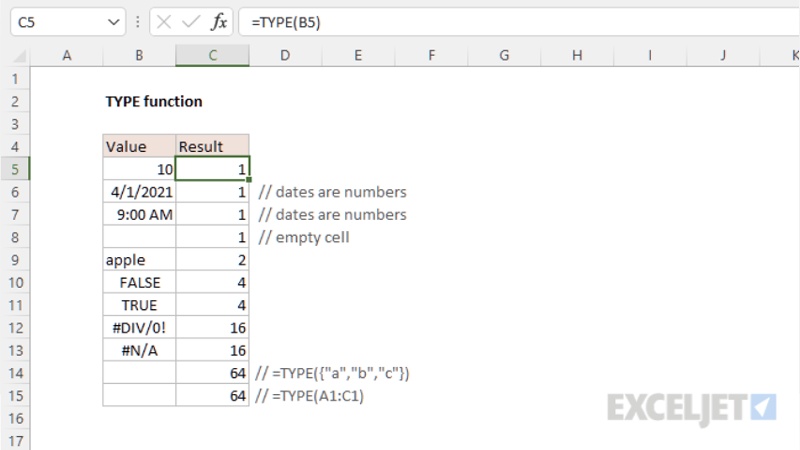 C5 fx =TYPE(B5)
A B C D E F G H I J K
1
2 TYPE function
3
4 Value Result
5 10 1
6 4/1/2021 1 // dates are numbers
7 9:00 AM 1 // dates are numbers
8 1 // empty cell
9 apple 2
10 FALSE 4
11 TRUE 4
12 #DIV/0! 16
13 #N/A 16
14 64 // =TYPE({"a","b","c"})
15 64 // =TYPE(A1:C1)
16
17
EXCELJET